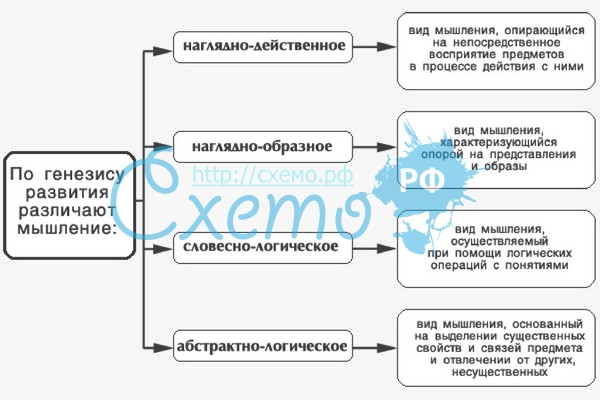 По генезису
развития
различают
мышление:
наглядно-действенное
вид мышления, опирающийся
на непосредственное
восприятие предметов
в процессе действия с ними
наглядно-образное
вид мышления,
характеризующийся
опорой на представления
и образы
словесно-логическое
вид мышления,
осуществляемый
при помощи логических
операций с понятиями
абстрактно-логическое
вид мышления, основанный
на выделении существенных
свойств и связей предмета
и отвлечении от других,
несущественных
http://схемо.рф
Схемо
РФ